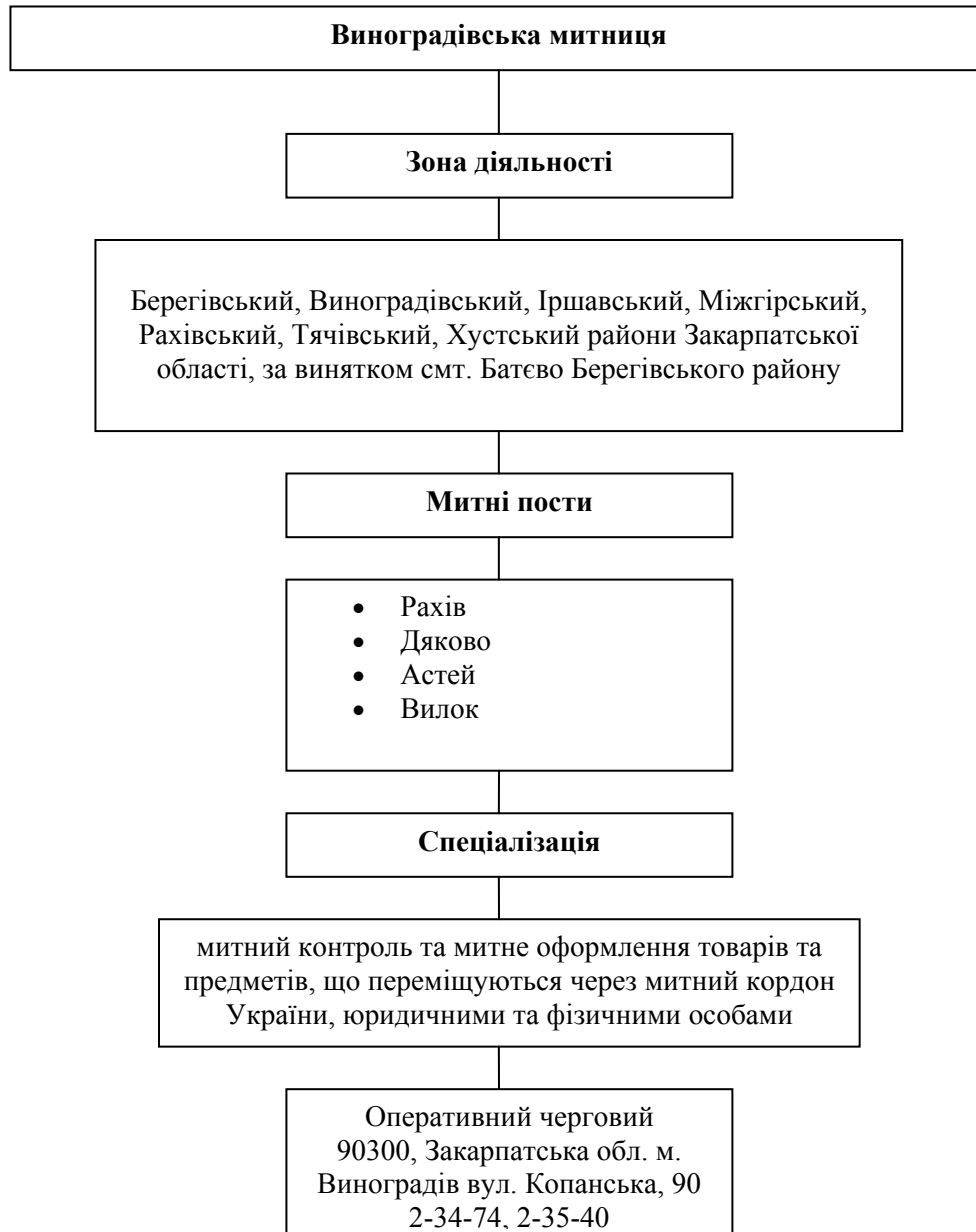 Виноградівська митниця
Зона діяльності
Берегівський, Виноградівський, Іршавський, Міжгірський,
Рахівський, Тячівський, Хустський райони Закарпатської
області, за винятком смт. Батєво Берегівського району
Митні пости
• Рахів
• Дяково
• Астей
• Вилок
Спеціалізація
митний контроль та митне оформлення товарів та
предметів, що переміщуються через митний кордон
України, юридичними та фізичними особами
Оперативний черговий
90300, Закарпатська обл. м.
Виноградів вул. Копанська, 90
2-34-74, 2-35-40